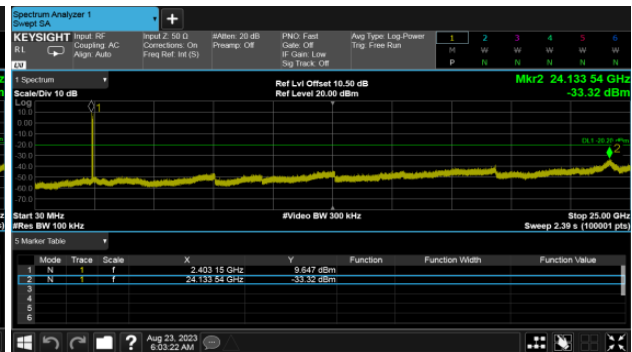 Spectrum Analyzer 1
Swept SA
+
KEYSIGHT Input: RF Input Z: 50 Ω #Atten: 20 dB PNO: Fast Avg Type: Log-Power 1 2 3 4 5 6
RL Coupling: AC Corrections: On Preamp: Off Gate: Off Trig: Free Run M W W W W W
Align: Auto Freq Ref: Int (S) IF Gain: Low P N N N N N
LXI Sig Track: Off
1 Spectrum Ref Lvl Offset 10.50 dB Mkr2 24.133 54 GHz
Scale/Div 10 dB Ref Level 20.00 dBm -33.32 dBm
Log
1
10.0
0.00
-10.0
-20.0
2
-30.0
-40.0
-50.0
-60.0
-70.0
Start 30 MHz #Video BW 300 kHz Stop 25.00 GHz
#Res BW 100 kHz Sweep 2.39 s (100001 pts)
5 Marker Table
Mode Trace Scale X Y Function Function Width Function Value
1 N 1 f 2.403 15 GHz 9.647 dBm
2 N 1 f 24.133 54 GHz -33.32 dBm
3
4
5
6
? Aug 23, 2023
6:03:22 AM